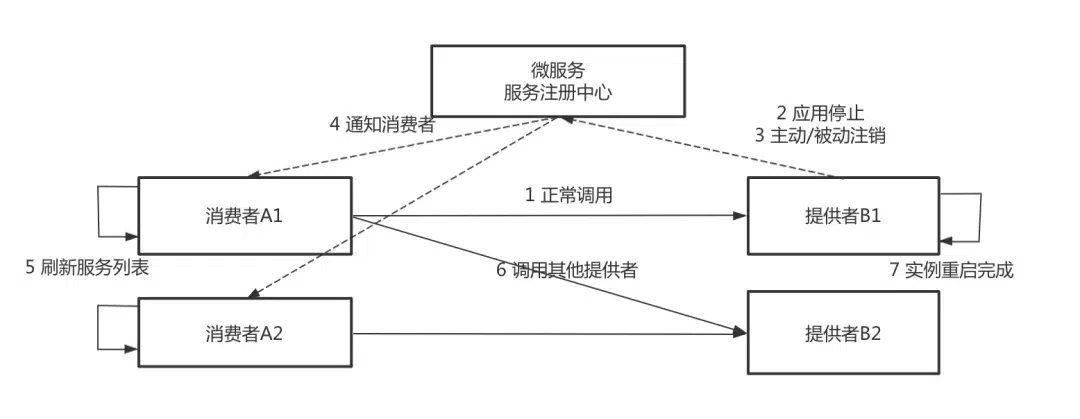 微服务
服务注册中心
2 应用停止
3 主动/被动注销
4 通知消费者
消费者A1
1 正常调用
提供者B1
5 刷新服务列表
6 调用其他提供者
7 实例重启完成
消费者A2
提供者B2